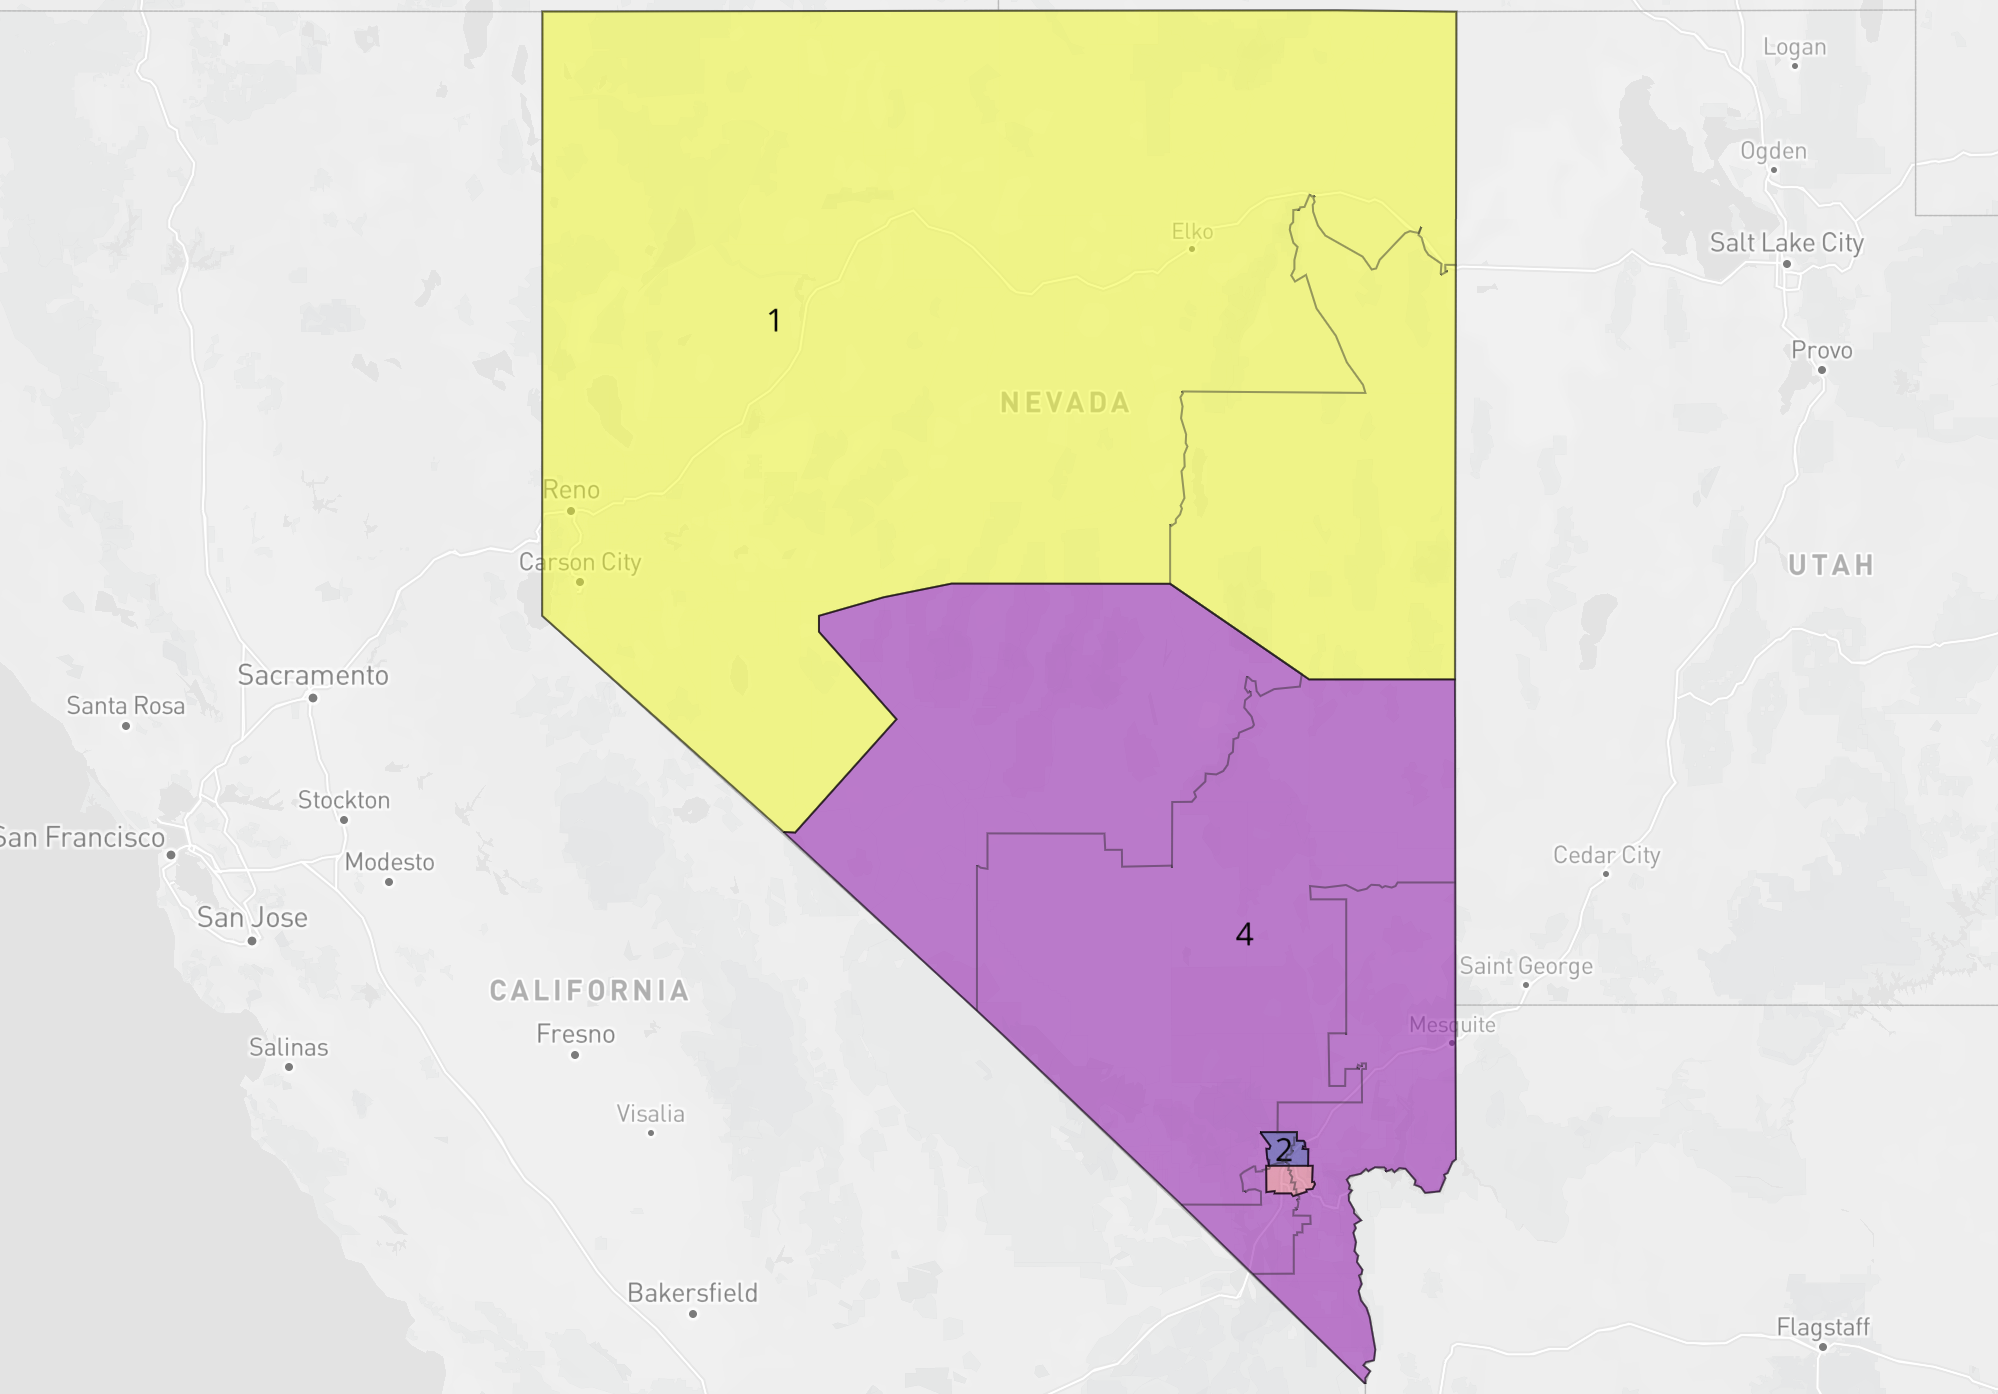 Logan
Ogden
Elko
Salt Lake City
1
Provo
NEVADA
Reno
Carson City
UTAH
Sacramento
Santa Rosa
Stockton
San Francisco
Modesto
Cedar City
San Jose
4
Saint George
CALIFORNIA
Mesquite
Fresno
Salinas
Visalia
2
Bakersfield
Flagstaff